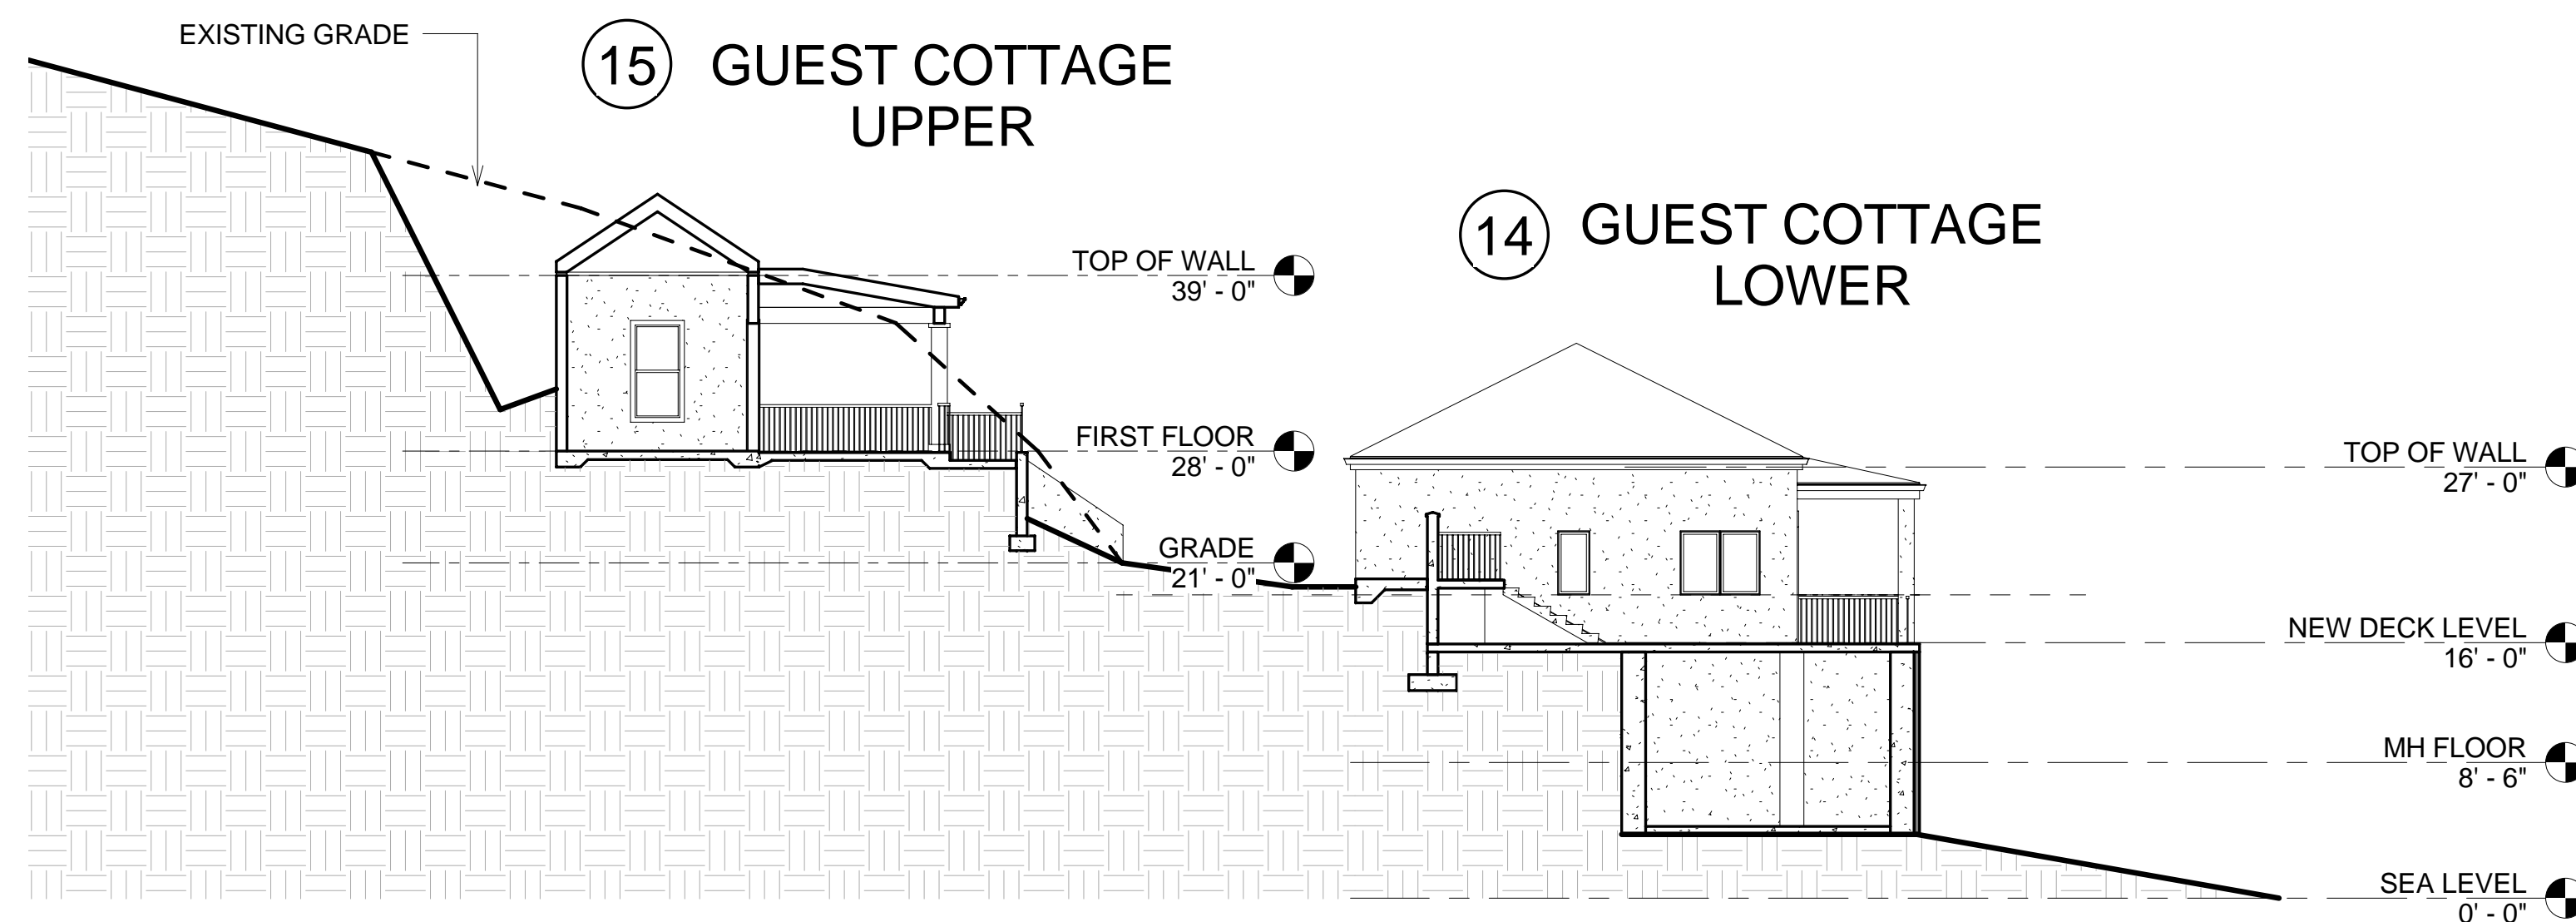 EXISTING GRADE
15 GUEST COTTAGE
UPPER
14 GUEST COTTAGE
LOWER
TOP OF WALL
39' - 0"
FIRST FLOOR
28' - 0"
GRADE
21' - 0"
TOP OF WALL
27' - 0"
NEW DECK LEVEL
16' - 0"
MH FLOOR
8' - 6"
SEA LEVEL
0' - 0"